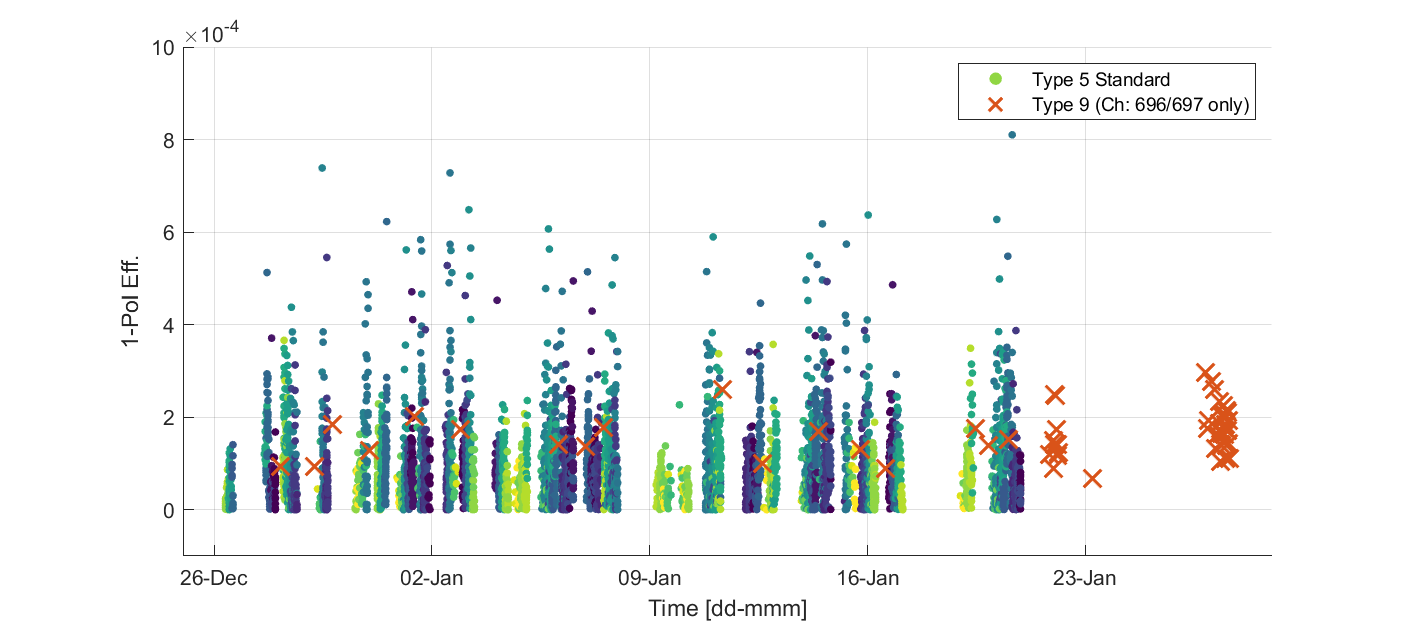 ×10-4
10
8
6
4
2
0
1-Pol Eff.
Type 5 Standard
Type 9 (Ch: 696/697 only)
26-Dec
02-Jan
09-Jan
16-Jan
23-Jan
Time [dd-mmm]